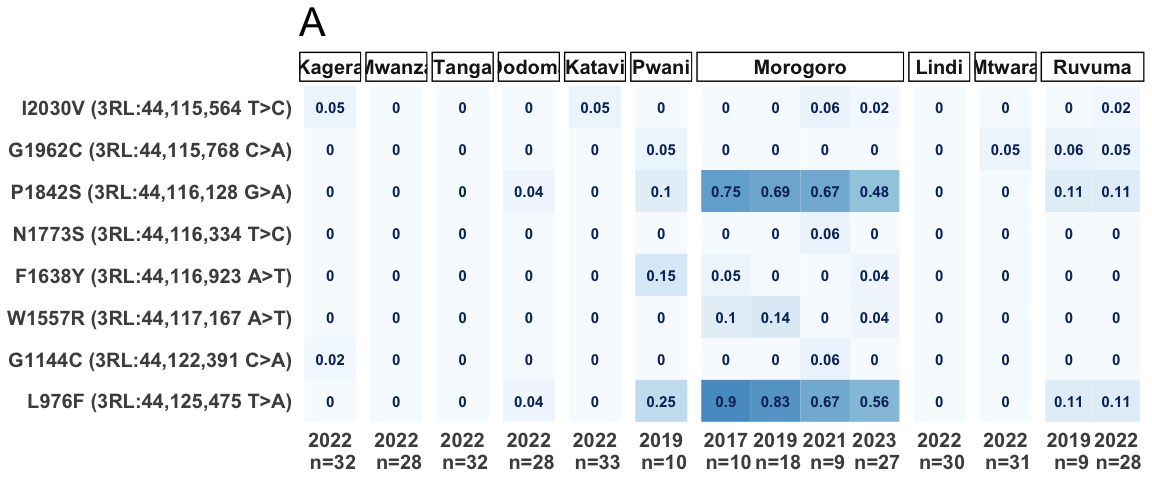 A
Kagera Mwanza Tanga Dodoma Katavi Pwani Morogoro Lindi Mtwara Ruvuma
I2030V (3RL:44,115,564 T>C) 0.05 0 0 0 0.05 0 0 0 0.06 0.02 0 0 0 0.02
G1962C (3RL:44,115,768 C>A) 0 0 0 0 0 0.05 0 0 0 0 0 0.05 0.06 0.05
P1842S (3RL:44,116,128 G>A) 0 0 0 0.04 0 0.1 0.75 0.69 0.67 0.48 0 0 0.11 0.11
N1773S (3RL:44,116,334 T>C) 0 0 0 0 0 0 0 0 0.06 0 0 0 0 0
F1638Y (3RL:44,116,923 A>T) 0 0 0 0 0 0.15 0.05 0 0 0.04 0 0 0 0
W1557R (3RL:44,117,167 A>T) 0 0 0 0 0 0 0.1 0.14 0 0.04 0 0 0 0
G1144C (3RL:44,122,391 C>A) 0.02 0 0 0 0 0 0 0 0.06 0 0 0 0 0
L976F (3RL:44,125,475 T>A) 0 0 0 0.04 0 0.25 0.9 0.83 0.67 0.56 0 0 0.11 0.11
2022 2022 2022 2022 2022 2019 2017 2019 2021 2023 2022 2022 2019 2022
n=32 n=28 n=32 n=28 n=33 n=10 n=10 n=18 n=9 n=27 n=30 n=31 n=9 n=28